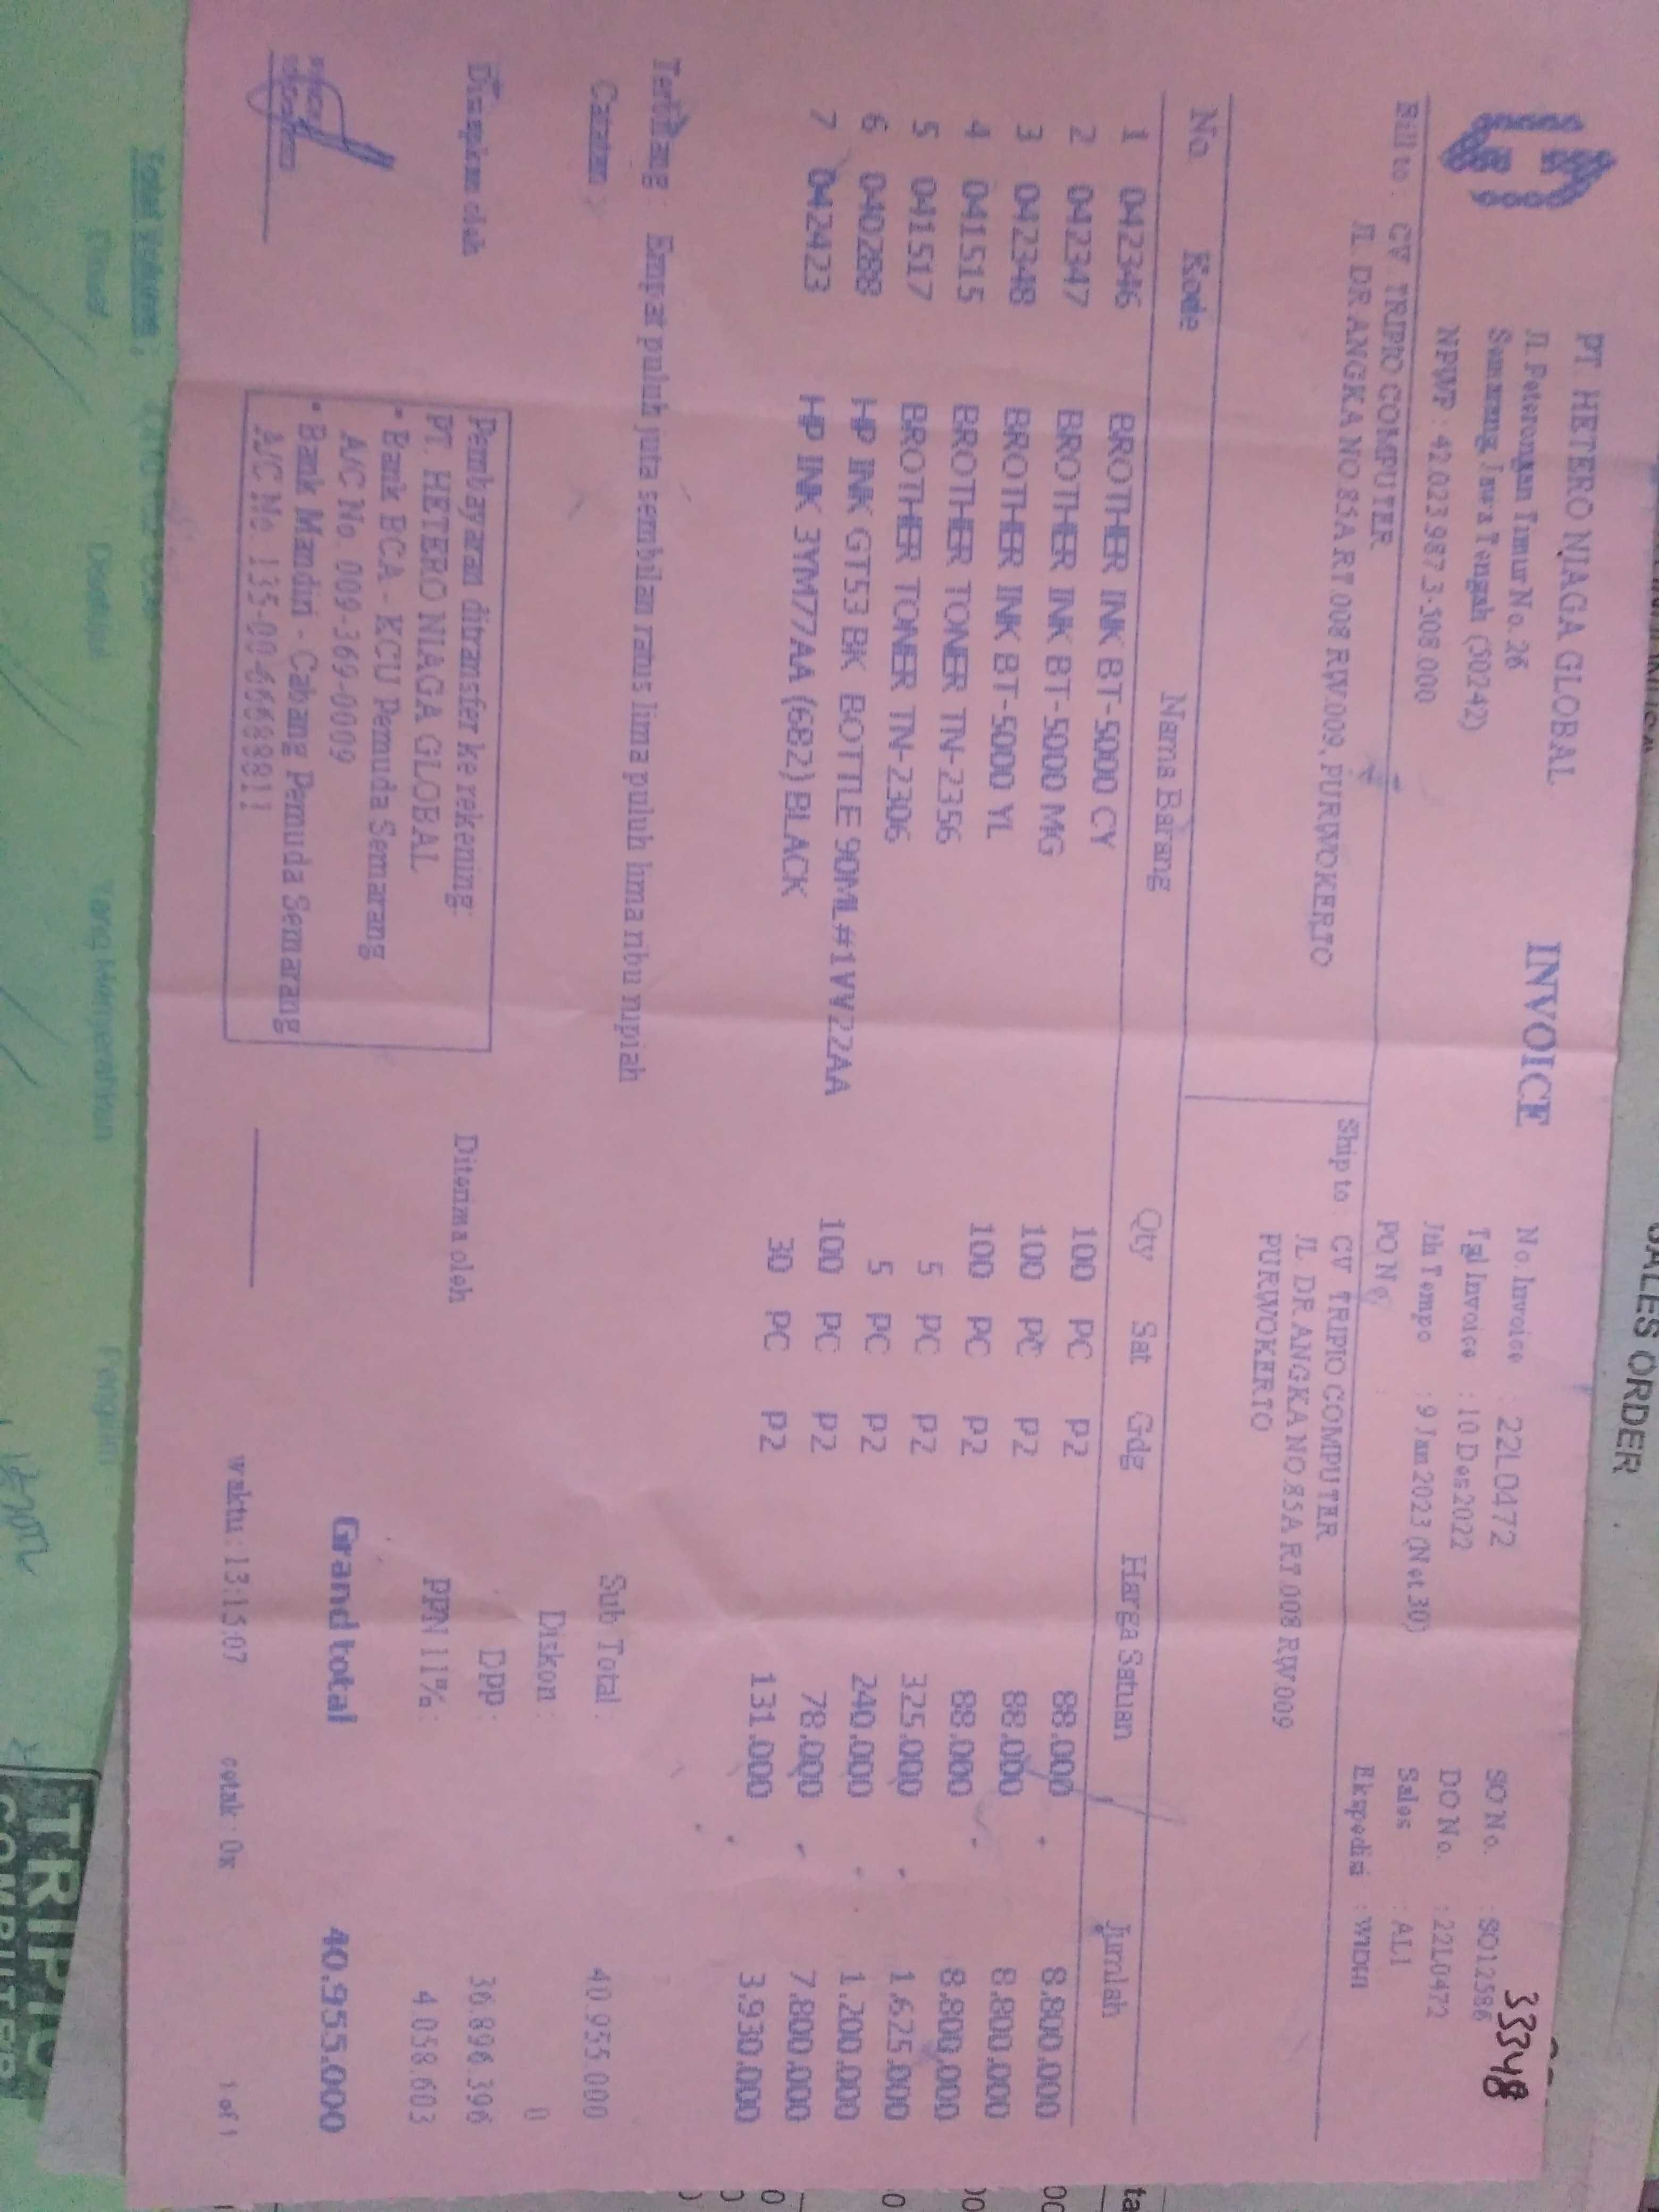 SALES ORDER
33348
PT HETERO NIAGA GLOBAL
Jl. Peterongan Timur No. 26
Semarang Jawa Tengah (50242)
NPWP : 42.023.987.3-508.000
INVOICE
No. Invoice : 22L0472
Tgl Invoice : 10 Des 2022
Jth Tempo : 9 Jan 2023 (Net 30)
PO No.
SO No. : SO12586
DO No. : 22L0472
Sales : ALI
Ekspedisi : WIDHI
Bill to : CV TRIPIO COMPUTER
JL. DR ANGKA NO.85A RT.008 RW.009, PURWOKERTO
Ship to : CV TRIPIO COMPUTER
JL. DR ANGKA NO.85A RT.008 RW.009
PURWOKERTO
No. Kode Nama Barang Qty Sat Gdg Harga Satuan Jumlah
1 042346 BROTHER INK BT-5000 CY 100 PC P2 88.000 8.800.000
2 042347 BROTHER INK BT-5000 MG 100 PC P2 88.000 8.800.000
3 042348 BROTHER INK BT-5000 YL 100 PC P2 88.000 8.800.000
4 041515 BROTHER TONER TN-2356 5 PC P2 325.000 1.625.000
5 041517 BROTHER TONER TN-2306 5 PC P2 240.000 1.200.000
6 040288 HP INK GT53 BK BOTTLE 90ML #1VV22AA 100 PC P2 78.000 7.800.000
7 042423 HP INK 3YM77AA (682) BLACK 30 PC P2 131.000 3.930.000
Terbilang : Empat puluh juta sembilan ratus lima puluh lima ribu rupiah
Catatan :
Sub Total : 40.955.000
Diskon : 0
DPP : 36.896.396
PPN 11% : 4.058.603
Grand total 40.955.000
Disiapkan oleh
Pembayaran ditransfer ke rekening:
PT. HETERO NIAGA GLOBAL
* Bank BCA - KCU Pemuda Semarang
A/C No. 009-369-0009
* Bank Mandiri - Cabang Pemuda Semarang
A/C No. 135-00-6668881
Diterima oleh
waktu : 13:15:07 cetak : 0x 1 of 1
Yang Menyerahkan
TRIPIO
COMPUTER